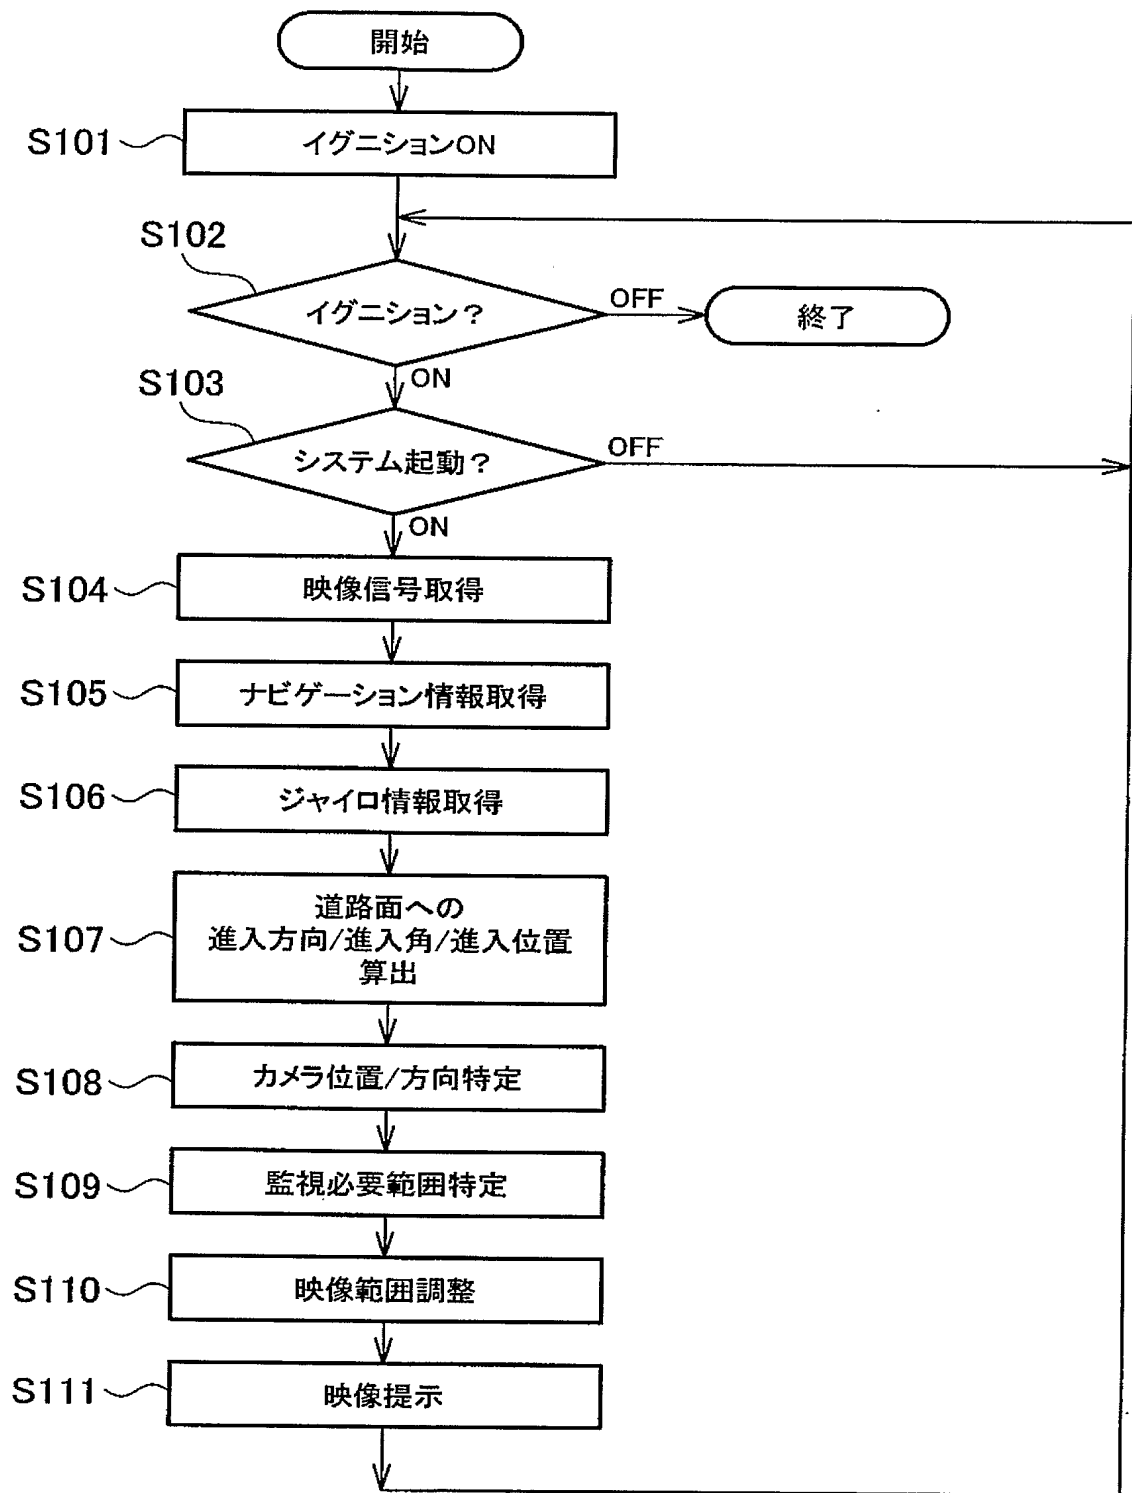 開始
S101
イグニションON
S102
イグニション?
OFF
終了
ON
S103
システム起動?
OFF
ON
S104
映像信号取得
S105
ナビゲーション情報取得
S106
ジャイロ情報取得
S107
道路面への
進入方向/進入角/進入位置
算出
S108
カメラ位置/方向特定
S109
監視必要範囲特定
S110
映像範囲調整
S111
映像提示